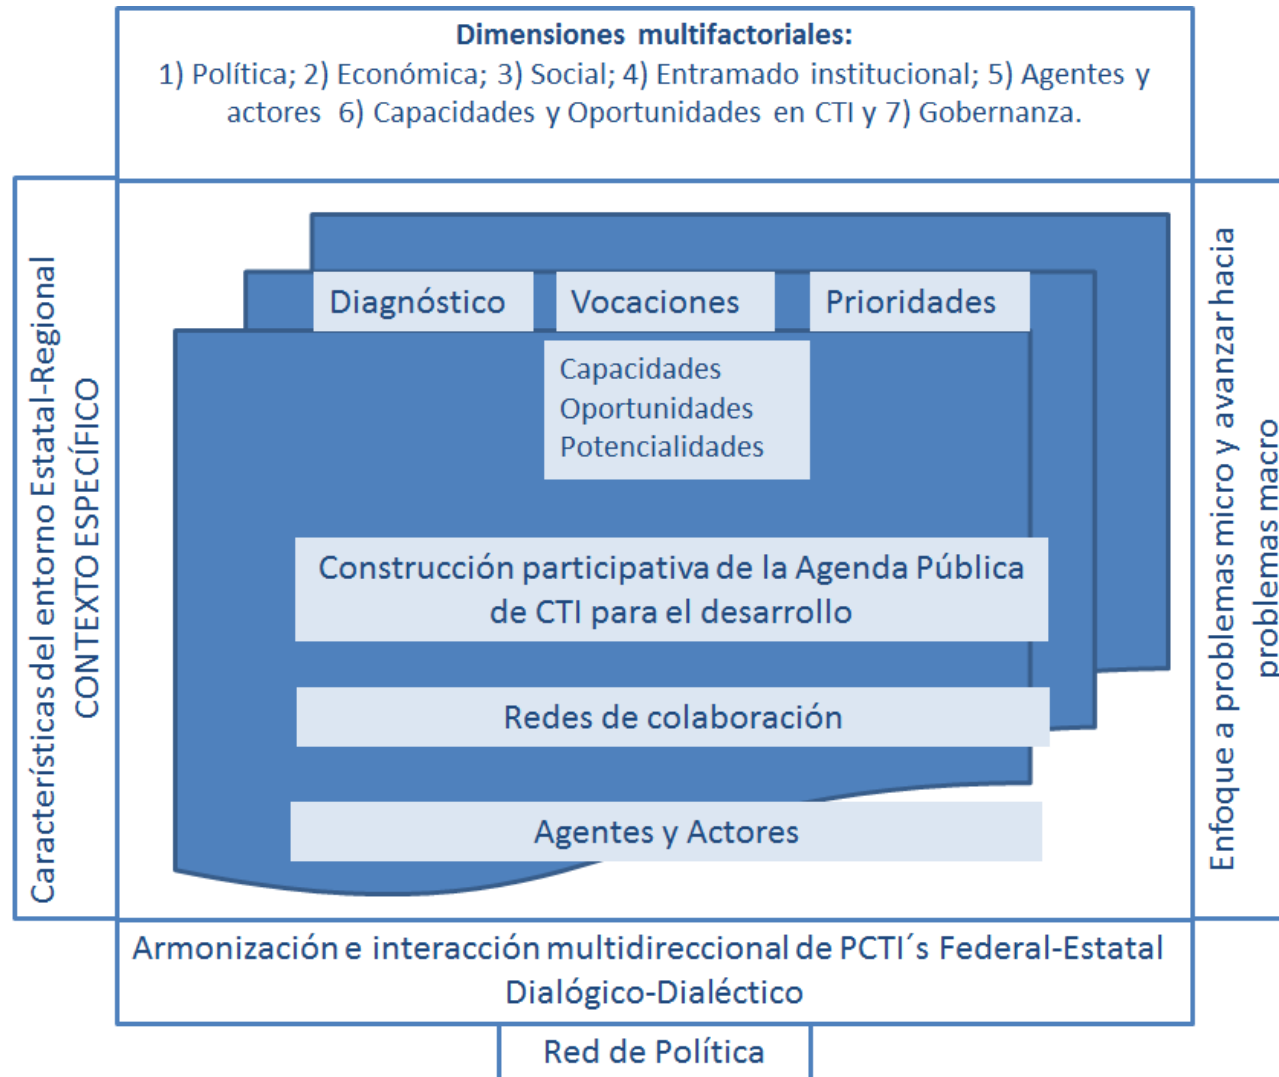 Dimensiones multifactoriales:
1) Política; 2) Económica; 3) Social; 4) Entramado institucional; 5) Agentes y
actores 6) Capacidades y Oportunidades en CTI y 7) Gobernanza.
Características del entorno Estatal-Regional
CONTEXTO ESPECÍFICO
Diagnóstico
Vocaciones
Prioridades
Capacidades
Oportunidades
Potencialidades
Construcción participativa de la Agenda Pública
de CTI para el desarrollo
Redes de colaboración
Agentes y Actores
Enfoque a problemas micro y avanzar hacia
problemas macro
Armonización e interacción multidireccional de PCTI´s Federal-Estatal
Dialógico-Dialéctico
Red de Política